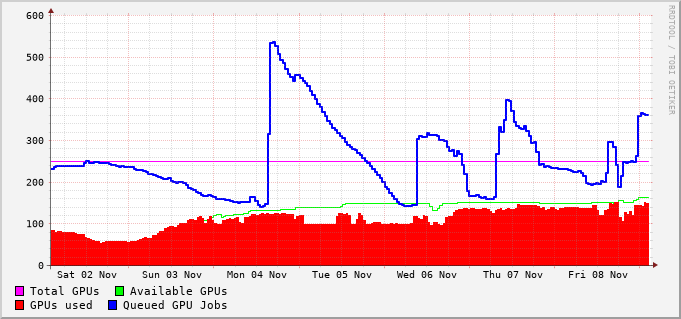 600
500
400
300
200
100
0
Sat 02 Nov Sun 03 Nov Mon 04 Nov Tue 05 Nov Wed 06 Nov Thu 07 Nov Fri 08 Nov
Total GPUs Available GPUs
GPUs used Queued GPU Jobs
RRDTOOL / TOBI OETIKER